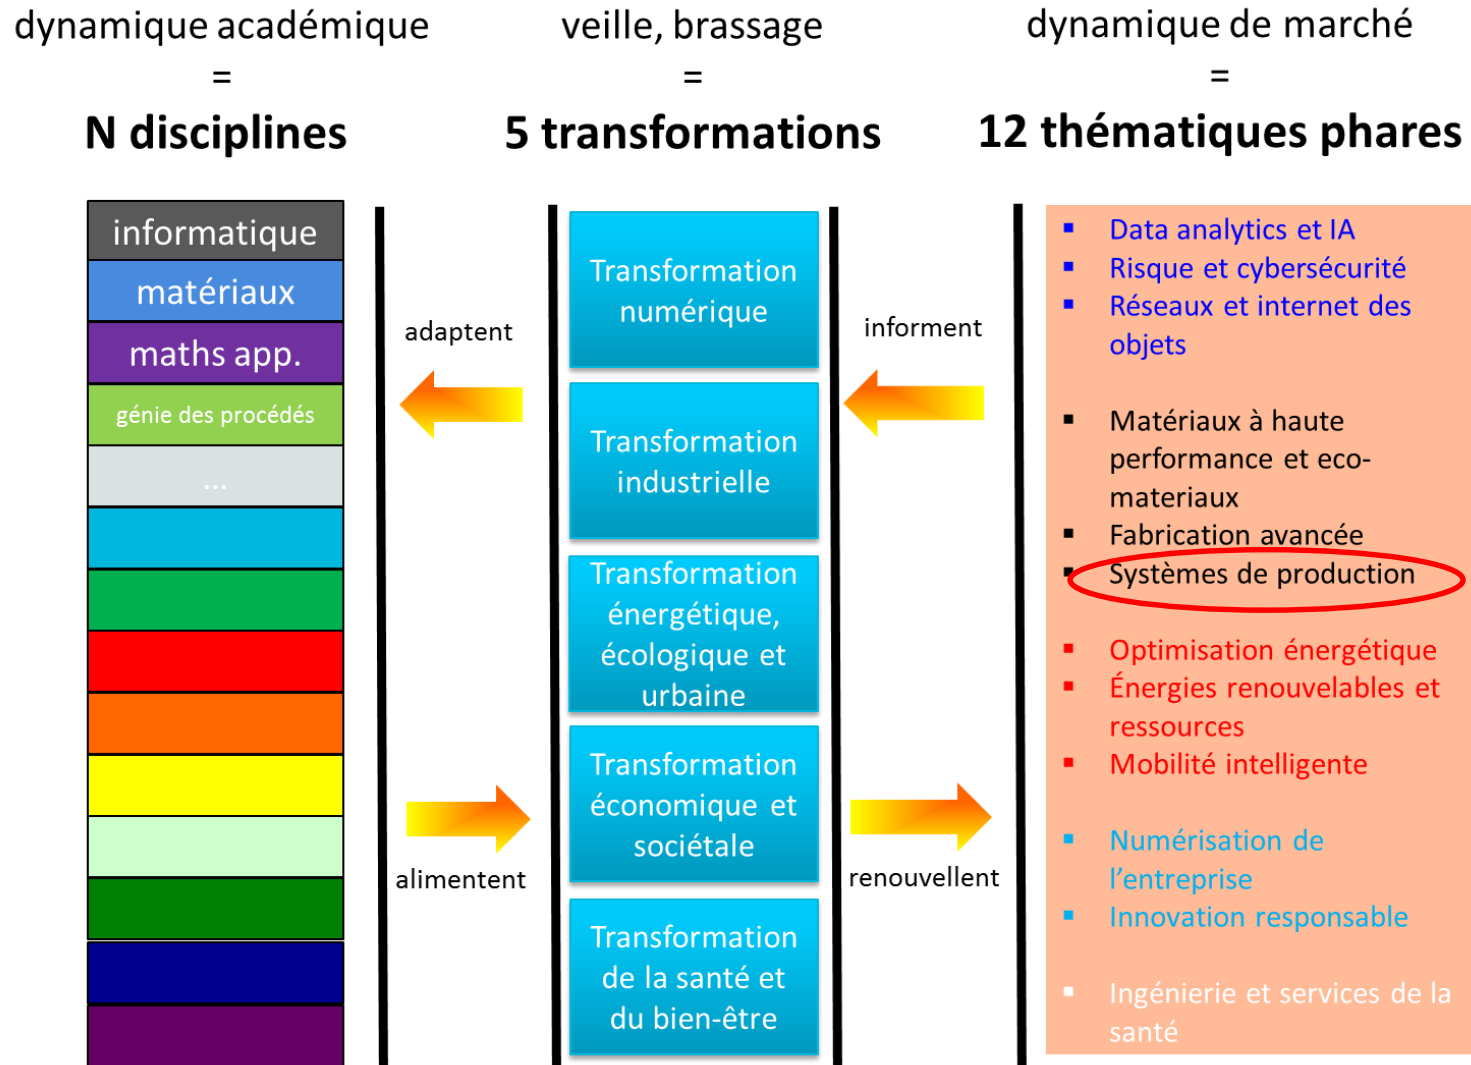 dynamique académique
=
N disciplines
veille, brassage
=
5 transformations
dynamique de marché
=
12 thématiques phares
informatique
matériaux
maths app.
génie des procédés
...
adaptent
alimentent
Transformation
numérique
Transformation
industrielle
Transformation
énergétique,
écologique et
urbaine
Transformation
économique et
sociétale
Transformation
de la santé et
du bien-être
informent
renouvellent
▪ Data analytics et IA
▪ Risque et cybersécurité
▪ Réseaux et internet des
objets
▪ Matériaux à haute
performance et eco-
materiaux
▪ Fabrication avancée
▪ Systèmes de production
▪ Optimisation énergétique
▪ Énergies renouvelables et
ressources
▪ Mobilité intelligente
▪ Numérisation de
l’entreprise
▪ Innovation responsable
▪ Ingénierie et services de la
santé